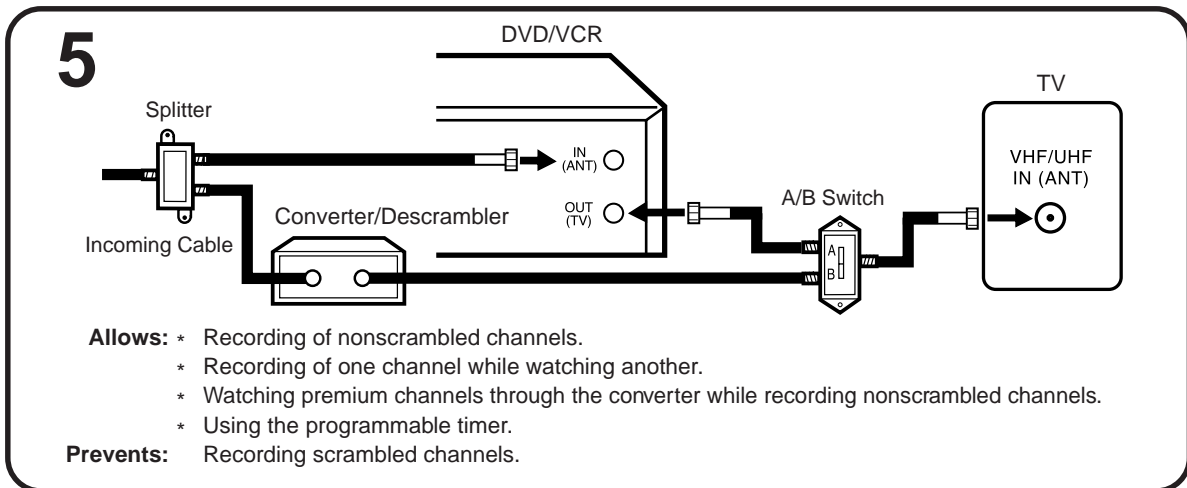 5
DVD/VCR
TV
Splitter
IN
(ANT)
VHF/UHF
IN (ANT)
OUT
(TV)
A/B Switch
Converter/Descrambler
Incoming Cable
A
B
Allows: * Recording of nonscrambled channels.
* Recording of one channel while watching another.
* Watching premium channels through the converter while recording nonscrambled channels.
* Using the programmable timer.
Prevents: Recording scrambled channels.